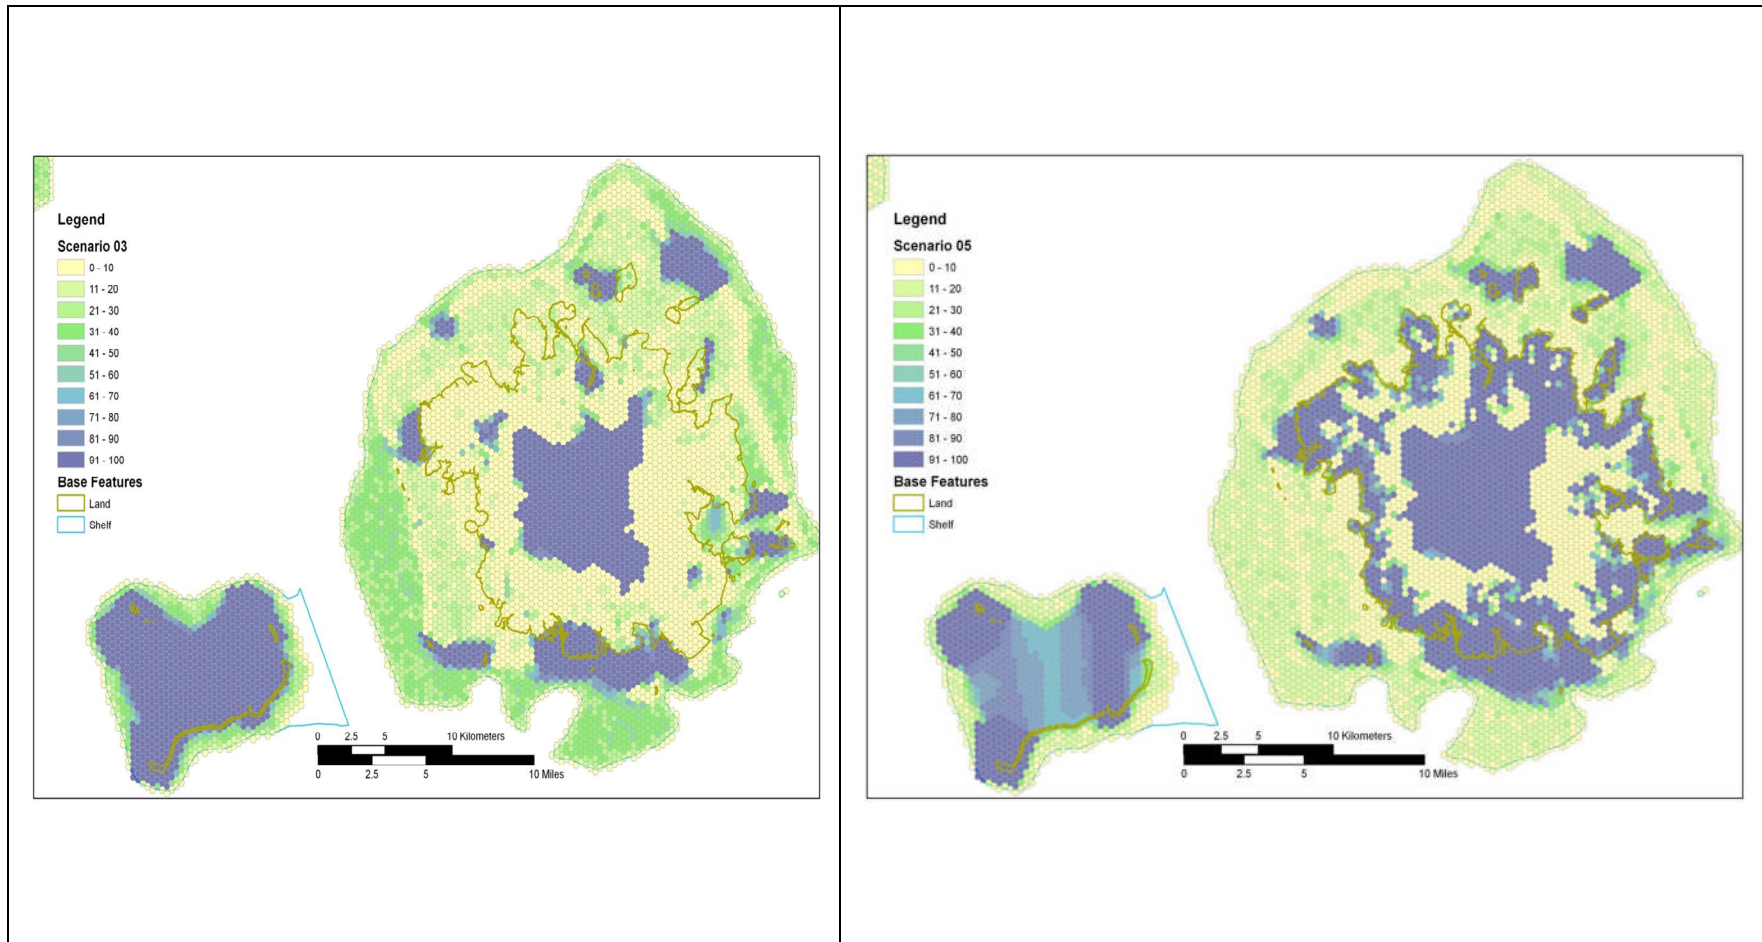 Legend
Scenario 03
0 - 10
11 - 20
21 - 30
31 - 40
41 - 50
51 - 60
61 - 70
71 - 80
81 - 90
91 - 100
Base Features
Land
Shelf
0 2.5 5 10 Kilometers
0 2.5 5 10 Miles
Legend
Scenario 05
0 - 10
11 - 20
21 - 30
31 - 40
41 - 50
51 - 60
61 - 70
71 - 80
81 - 90
91 - 100
Base Features
Land
Shelf
0 2.5 5 10 Kilometers
0 2.5 5 10 Miles